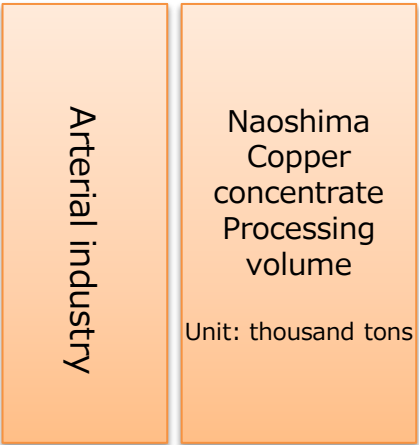 Arterial industry
Naoshima
Copper
concentrate
Processing
volume
Unit: thousand tons